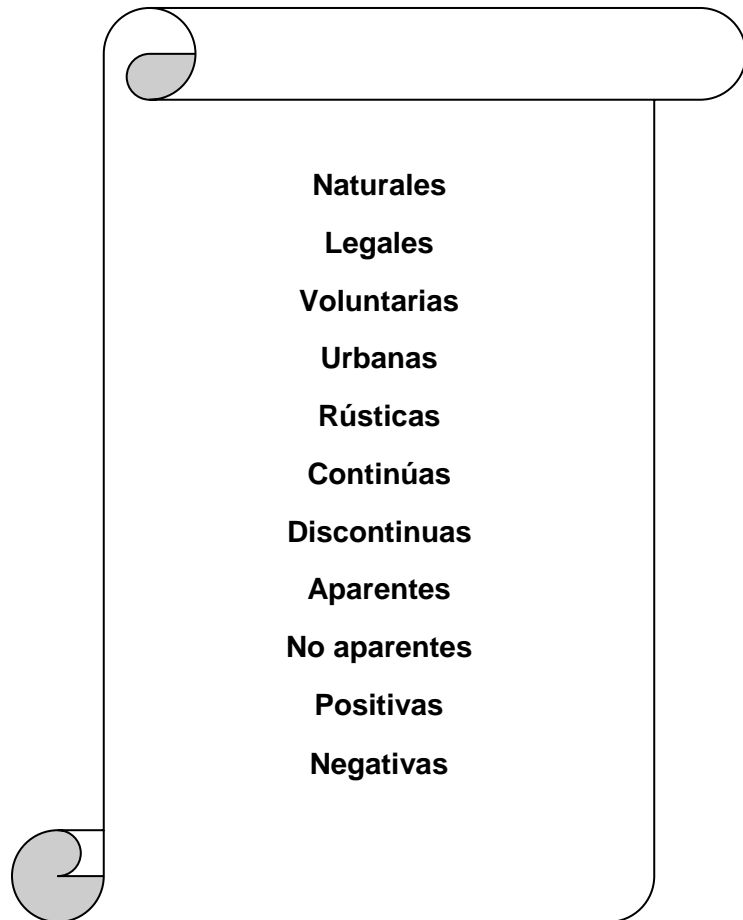 Naturales
Legales
Voluntarias
Urbanas
Rústicas
Continúas
Discontinuas
Aparentes
No aparentes
Positivas
Negativas